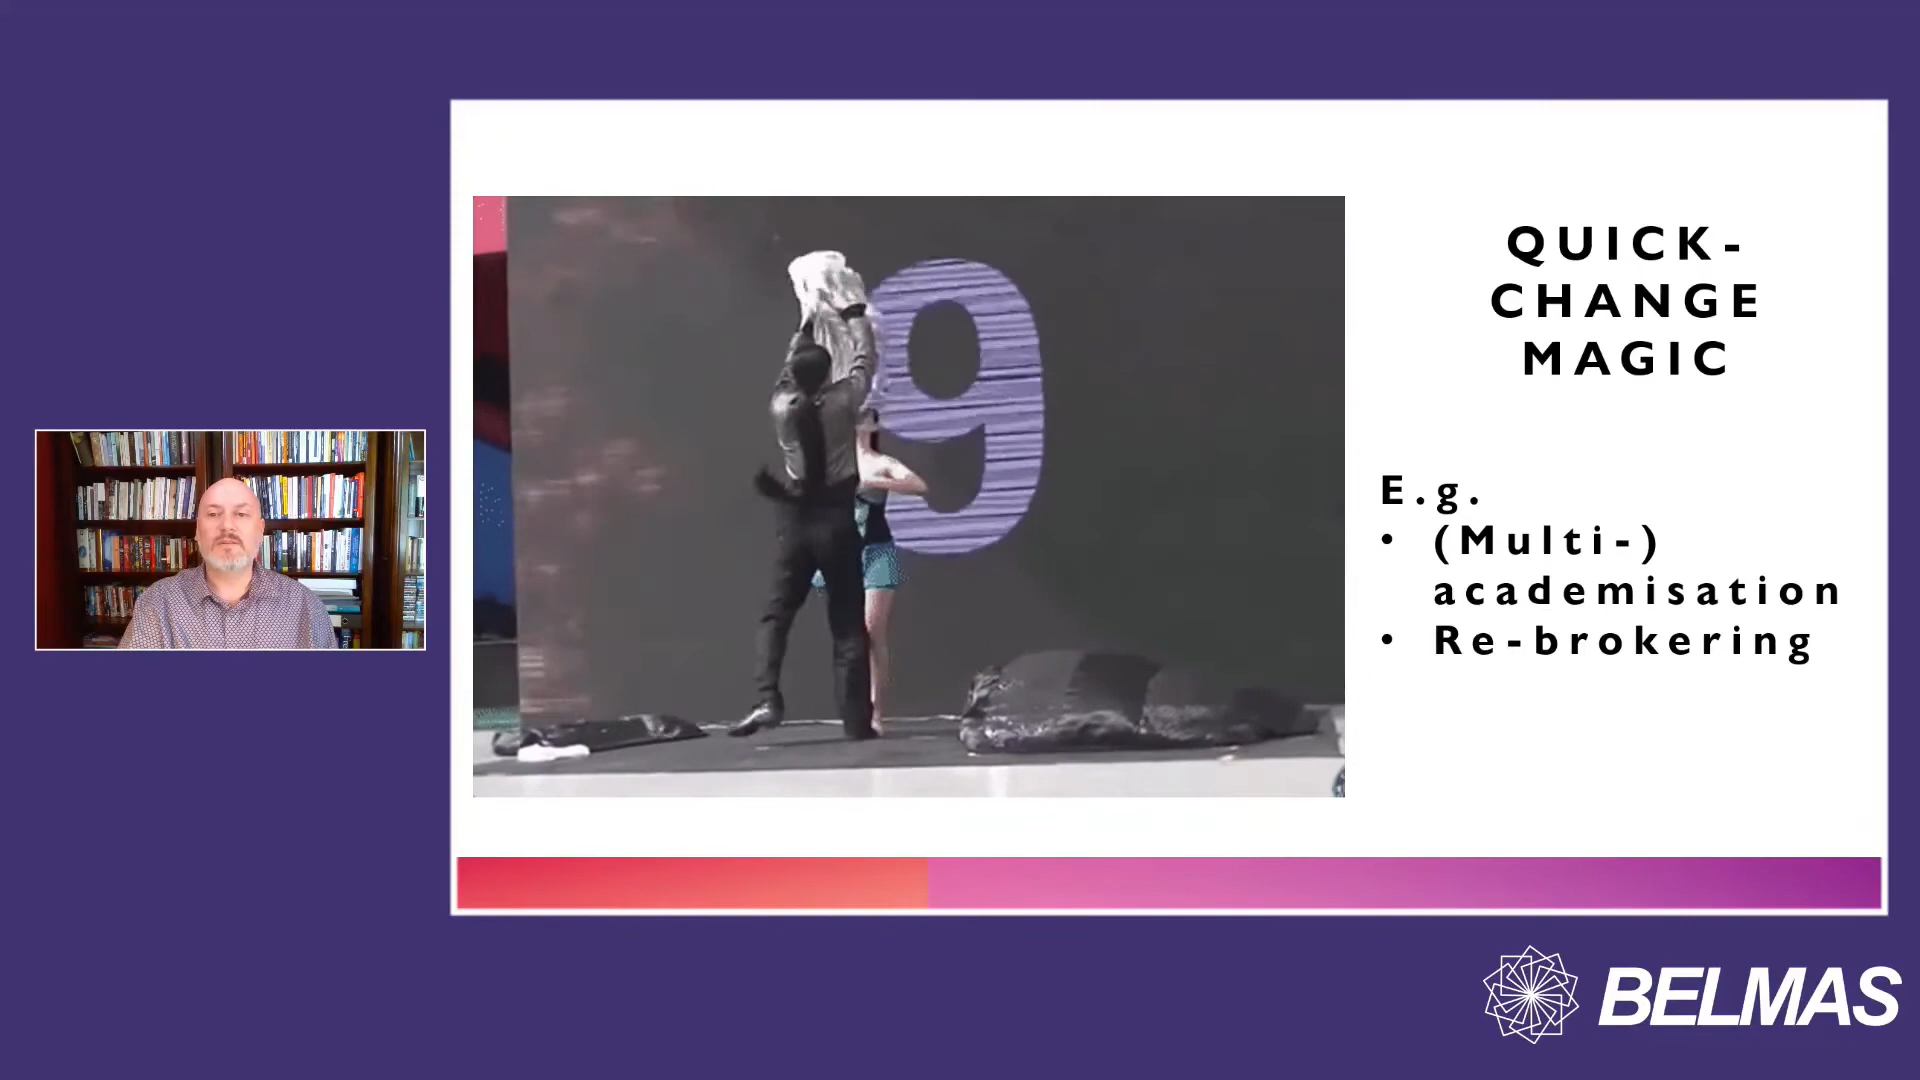 9
QUICK-
CHANGE
MAGIC
E.g.
• (Multi-)
academisation
• Re-brokering
BELMAS